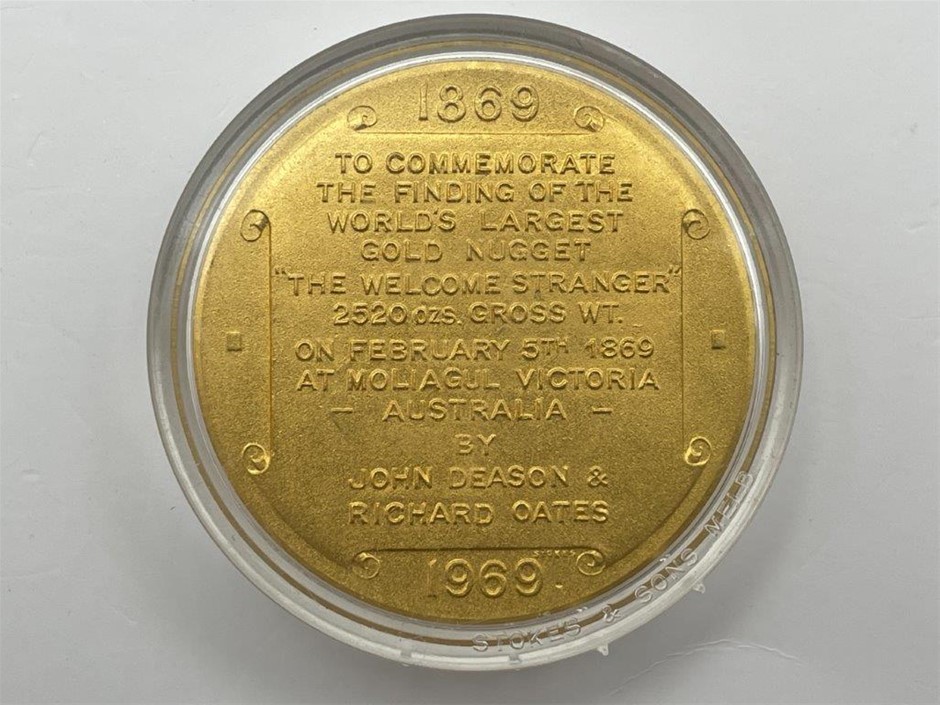 1869
TO COMMEMORATE
THE FINDING OF THE
WORLD'S LARGEST
GOLD NUGGET
"THE WELCOME STRANGER"
2520 OZS. GROSS WT.
ON FEBRUARY 5TH 1869
AT MOLIAGUL VICTORIA
— AUSTRALIA —
BY
JOHN DEASON &
RICHARD OATES
STOKES
1969
STOKES & SONS MELB